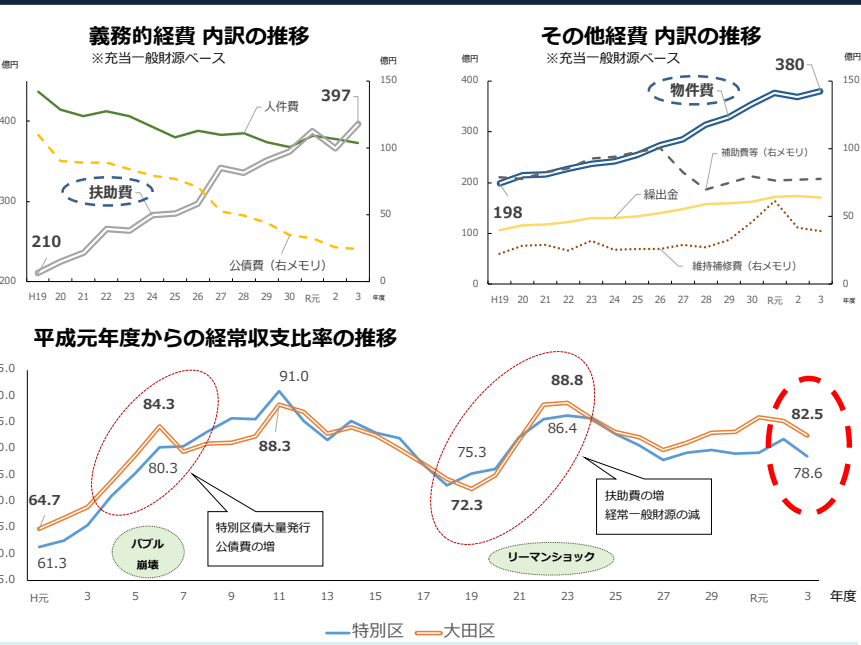 義務的経費 内訳の推移
※充当一般財源ベース
億円
億円
150
100
50
0
400
300
200
397
人件費
扶助費
210
公債費（右メモリ）
H19 20 21 22 23 24 25 26 27 28 29 30 R元 2 3 年度
その他経費 内訳の推移
※充当一般財源ベース
億円
億円
400
300
200
100
0
150
100
50
0
380
物件費
補助費等（右メモリ）
繰出金
198
維持補修費（右メモリ）
H19 20 21 22 23 24 25 26 27 28 29 30 R元 2 3 年度
平成元年度からの経常収支比率の推移
91.0
88.8
84.3
82.5
86.4
88.3
75.3
80.3
78.6
72.3
64.7
61.3
特別区債大量発行
公債費の増
扶助費の増
経常一般財源の減
バブル
崩壊
リーマンショック
H元 3 5 7 9 11 13 15 17 19 21 23 25 27 29 R元 3 年度
特別区 大田区